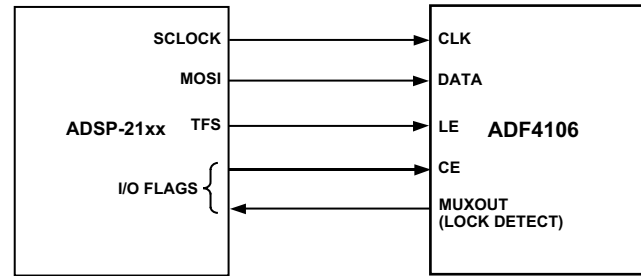 SCLOCK
MOSI
ADSP-21xx
TFS
I/O FLAGS
CLK
DATA
LE
ADF4106
CE
MUXOUT
(LOCK DETECT)